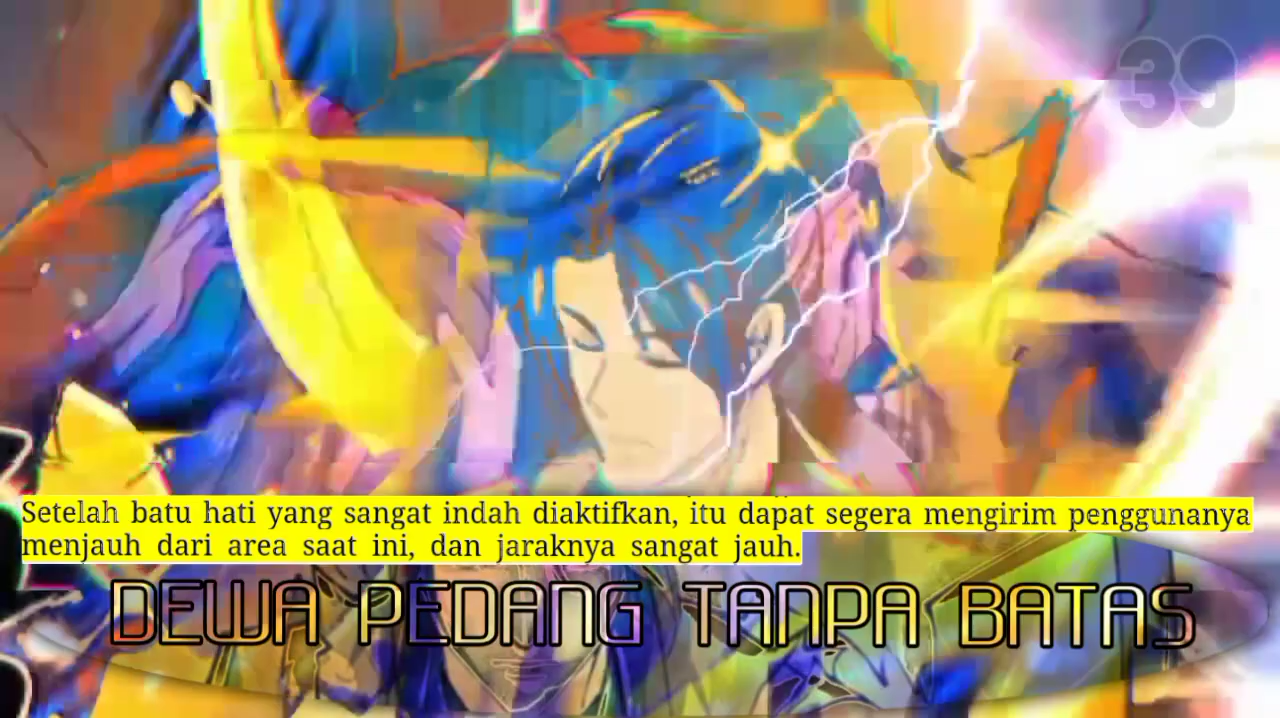 39
Setelah batu hati yang sangat indah diaktifkan, itu dapat segera mengirim penggunanya
menjauh dari area saat ini, dan jaraknya sangat jauh.
DEWA PEDANG TANPA BATAS